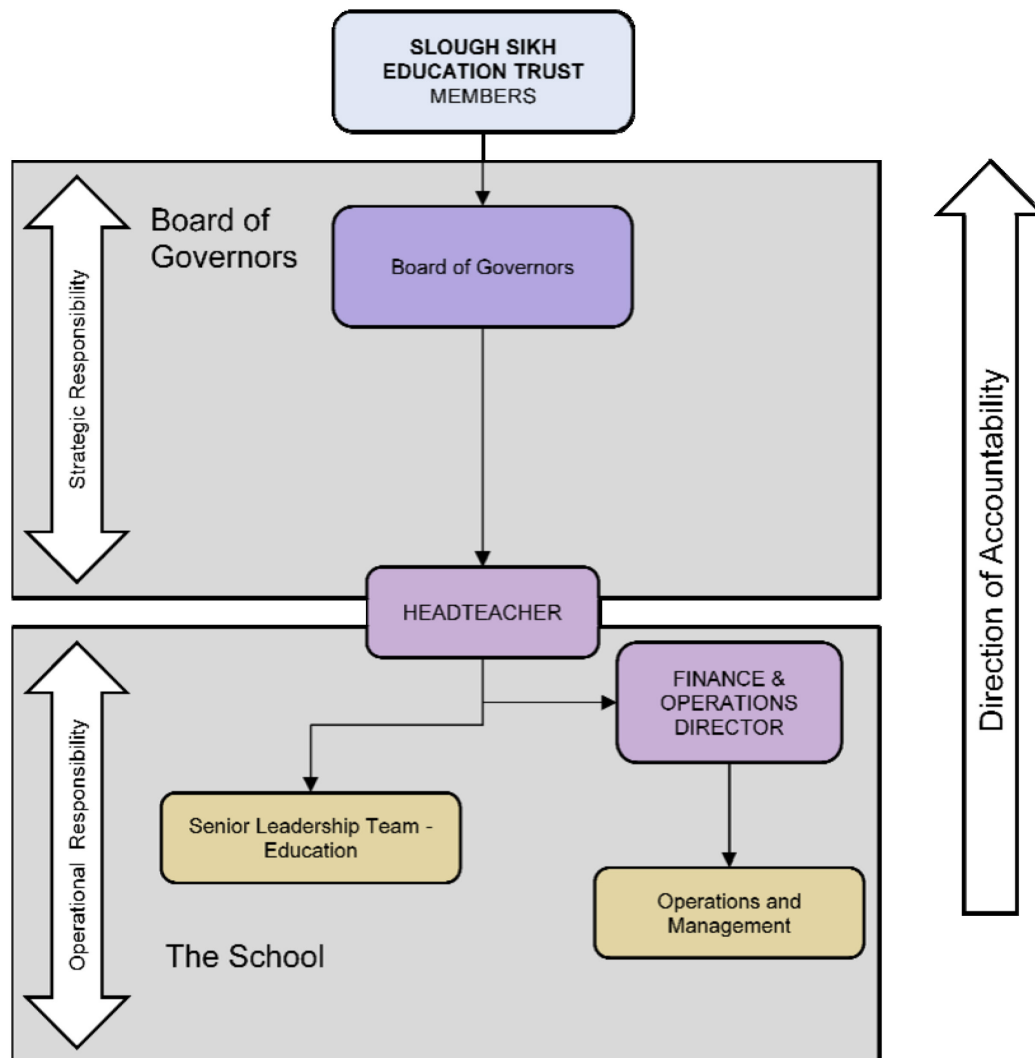 SLOUGH SIKH
EDUCATION TRUST
MEMBERS
Board of
Governors
Board of Governors
Strategic Responsibility
Direction of Accountability
HEADTEACHER
FINANCE &
OPERATIONS
DIRECTOR
Senior Leadership Team -
Education
Operations and
Management
Operational Responsibility
The School